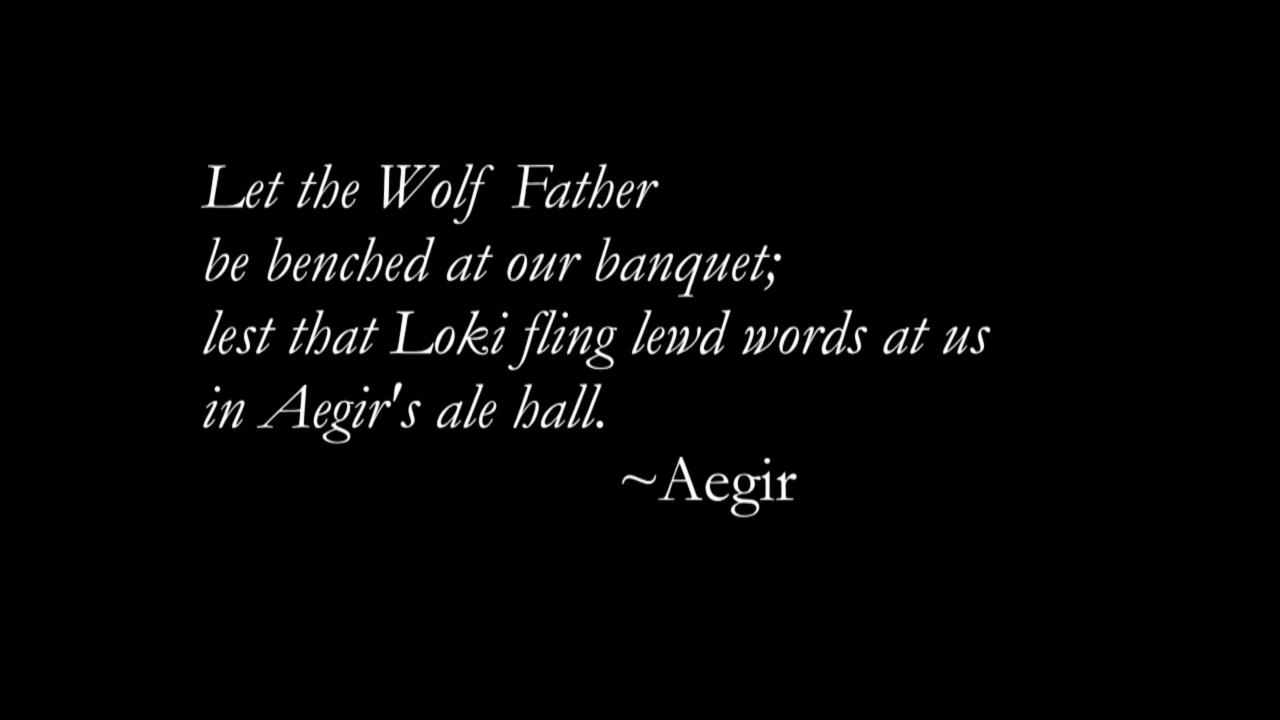 Let the Wolf Father
be benched at our banquet;
lest that Loki fling lewd words at us
in Aegir's ale hall.
~Aegir